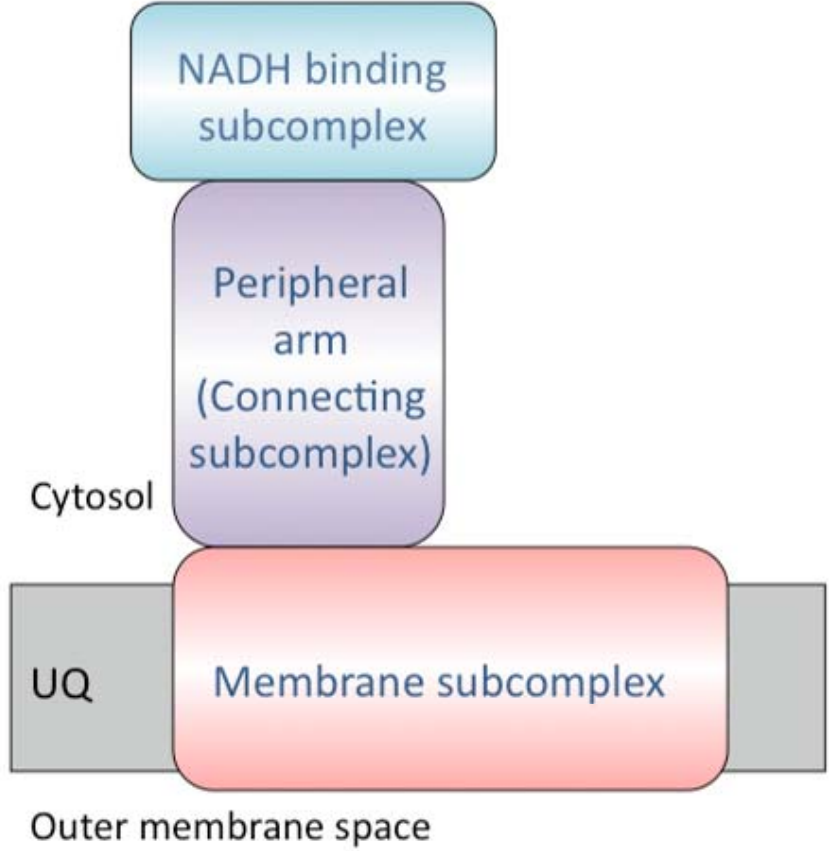 NADH binding
subcomplex
Peripheral
arm
(Connecting
subcomplex)
Cytosol
UQ
Membrane subcomplex
Outer membrane space